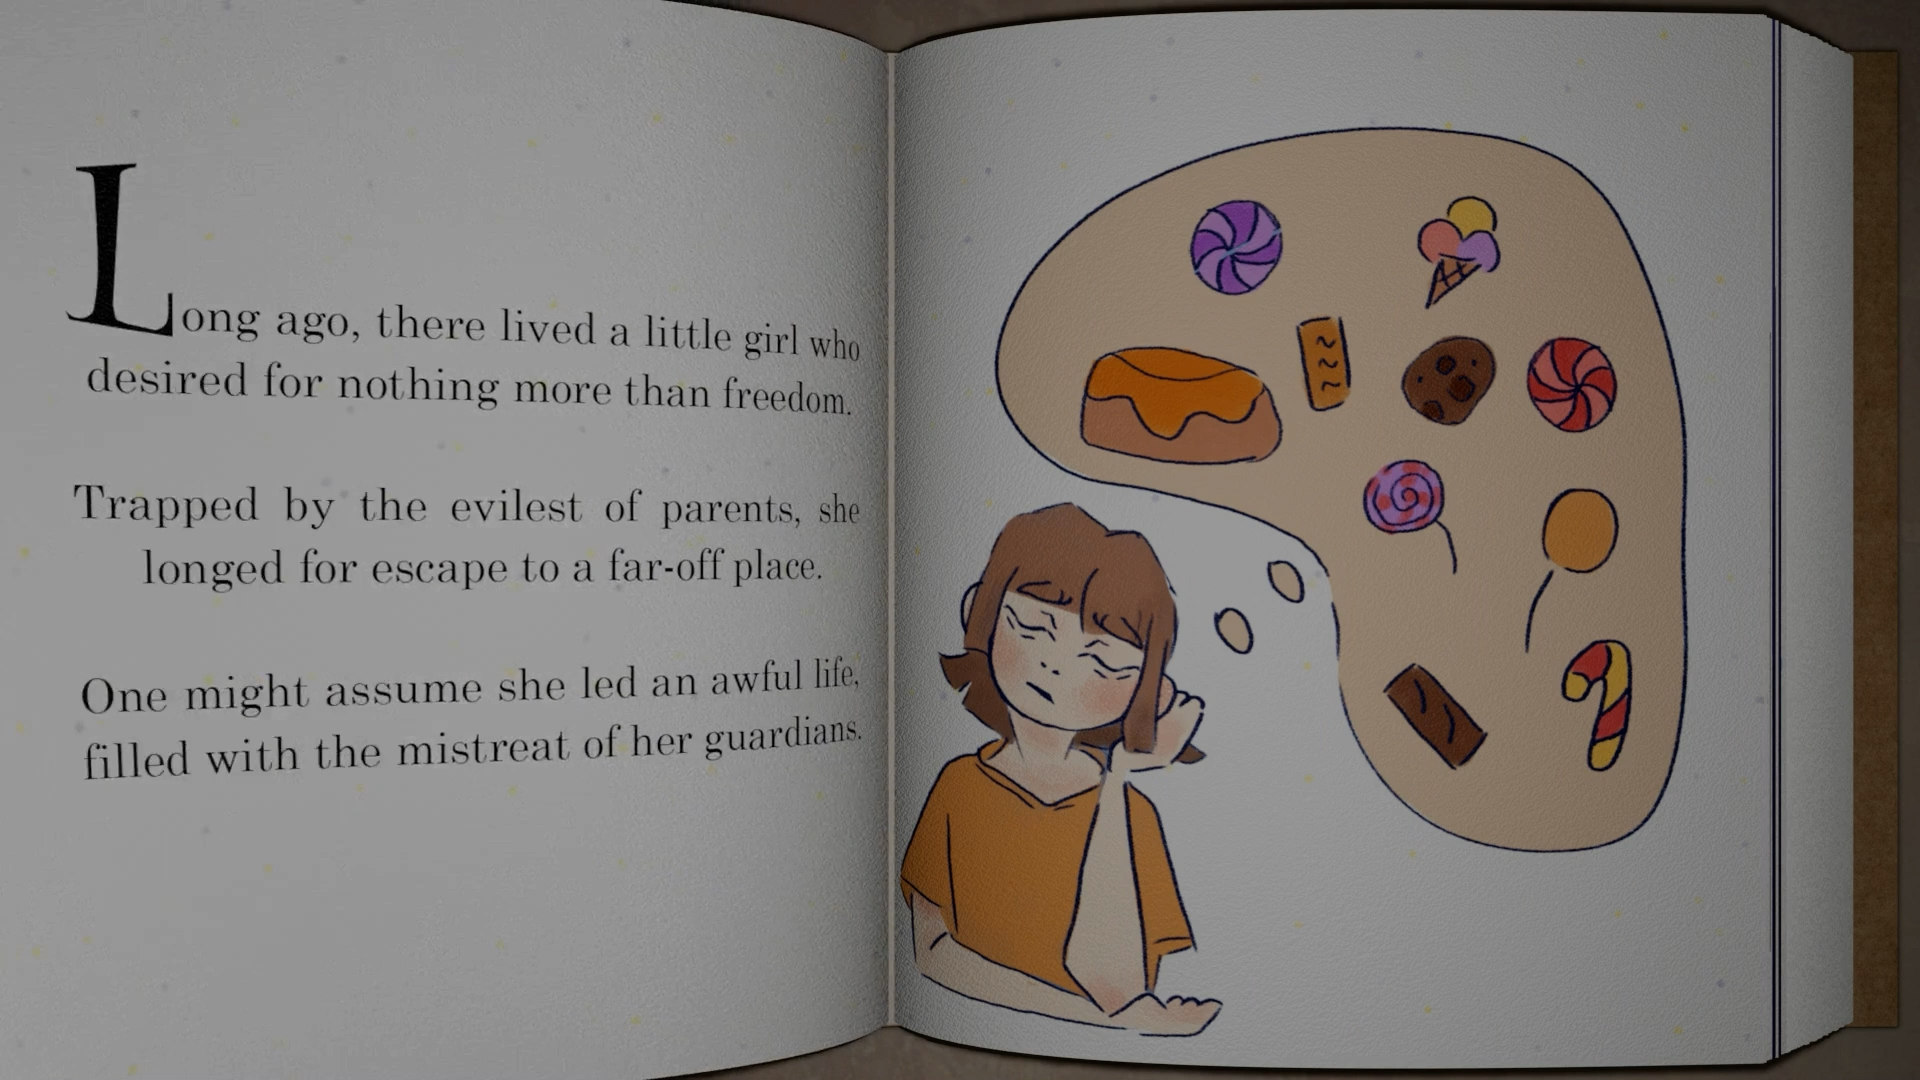 Long ago, there lived a little girl who
desired for nothing more than freedom.
Trapped by the evilest of parents, she
longed for escape to a far-off place.
One might assume she led an awful life,
filled with the mistreat of her guardians.